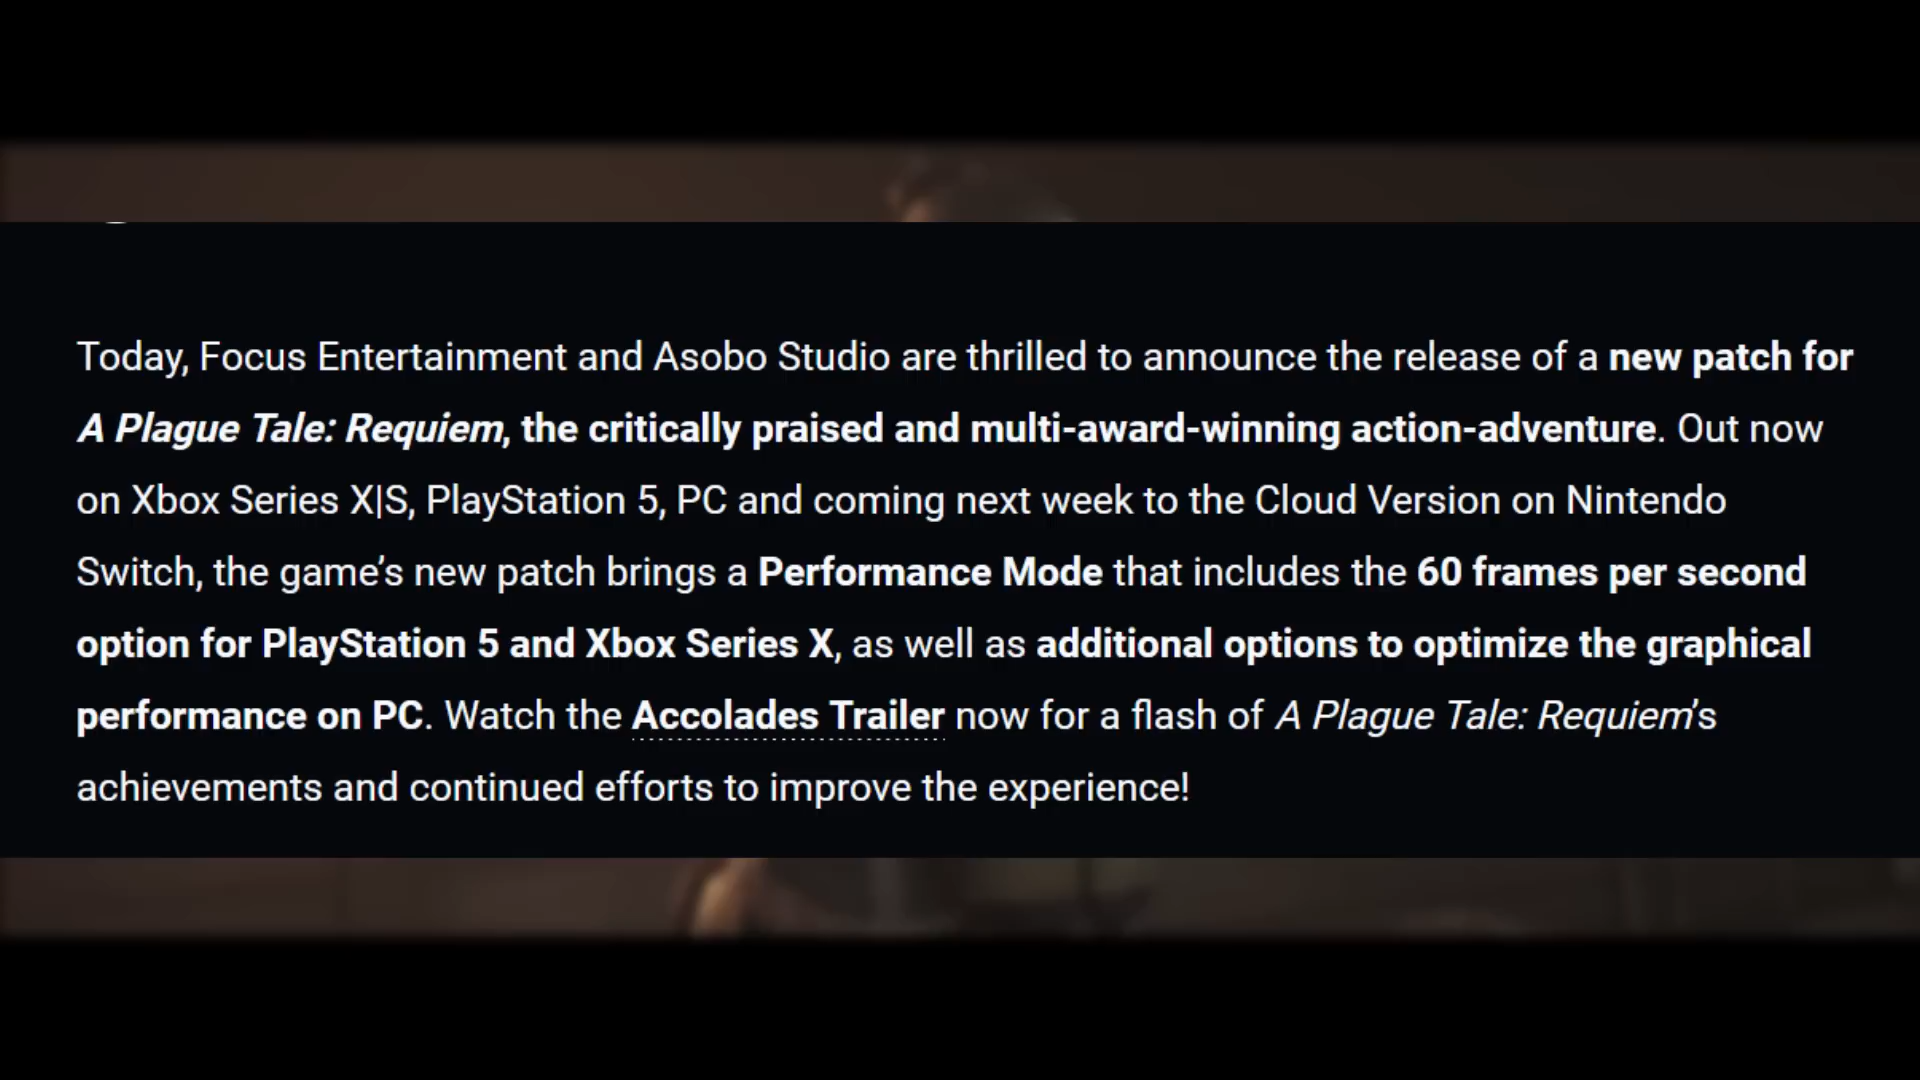 Today, Focus Entertainment and Asobo Studio are thrilled to announce the release of a new patch for
A Plague Tale: Requiem, the critically praised and multi-award-winning action-adventure. Out now
on Xbox Series X|S, PlayStation 5, PC and coming next week to the Cloud Version on Nintendo
Switch, the game’s new patch brings a Performance Mode that includes the 60 frames per second
option for PlayStation 5 and Xbox Series X, as well as additional options to optimize the graphical
performance on PC. Watch the Accolades Trailer now for a flash of A Plague Tale: Requiem’s
achievements and continued efforts to improve the experience!